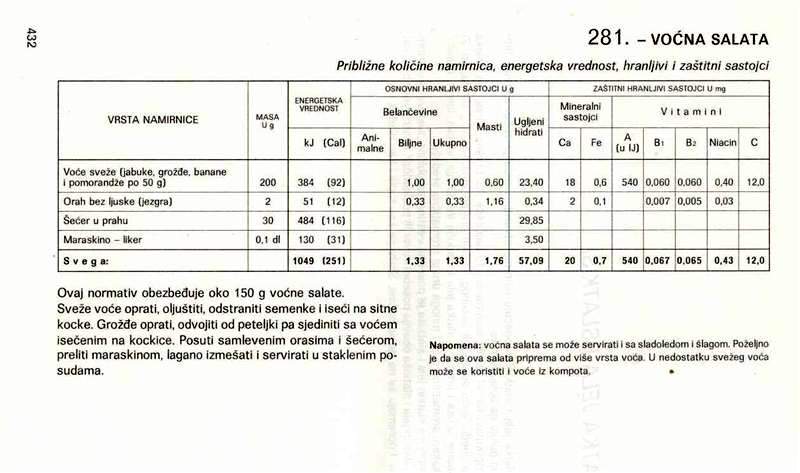 432
281. – VOĆNA SALATA
Približne količine namirnica, energetska vrednost, hranljivi i zaštitni sastojci
VRSTA NAMIRNICE MASA U g ENERGETSKA VREDNOST OSNOVNI HRANLJIVI SASTOJCI U g ZAŠTITNI HRANLJIVI SASTOJCI U mg
Belančevine Masti Ugljeni hidrati Mineralni sastojci Vitamini
kJ (Cal) Ani-malne Biljne Ukupno Ca Fe A (u IJ) B1 B2 Niacin C
Voće sveže (jabuke, grožđe, banane
i pomorandže po 50 g) 200 384 (92) 1,00 1,00 0,60 23,40 18 0,6 540 0,060 0,060 0,40 12,0
Orah bez ljuske (jezgra) 2 51 (12) 0,33 0,33 1,16 0,34 2 0,1 0,007 0,005 0,03
Šećer u prahu 30 484 (116) 29,85
Maraskino – liker 0,1 dl 130 (31) 3,50
Svega: 1049 (251) 1,33 1,33 1,76 57,09 20 0,7 540 0,067 0,065 0,43 12,0
Ovaj normativ obezbeđuje oko 150 g voćne salate.
Sveže voće oprati, oljuštiti, odstraniti semenke i iseći na sitne
kocke. Grožđe oprati, odvojiti od peteljki pa sjediniti sa voćem
isečenim na kockice. Posuti samlevenim orasima i šećerom,
preliti maraskinom, lagano izmešati i servirati u staklenim po-
sudama.
Napomena: voćna salata se može servirati i sa sladoledom i šlagom. Poželjno
je da se ova salata priprema od više vrsta voća. U nedostatku svežeg voća
može se koristiti i voće iz kompota.